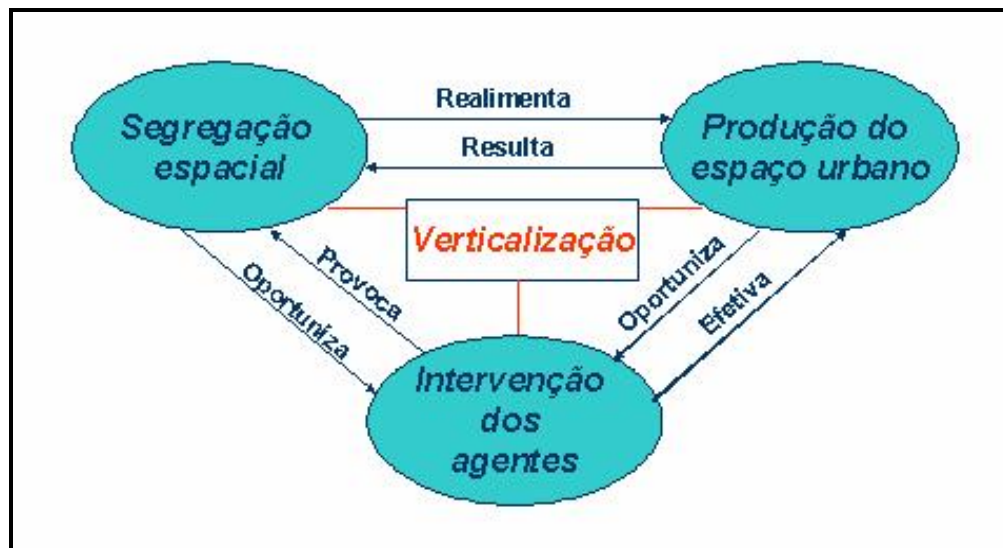 Realimenta
Segregação
espacial
Produção do
espaço urbano
Resulta
Verticalização
Provoca
Oportuniza
Oportuniza
Efetiva
Intervenção
dos
agentes